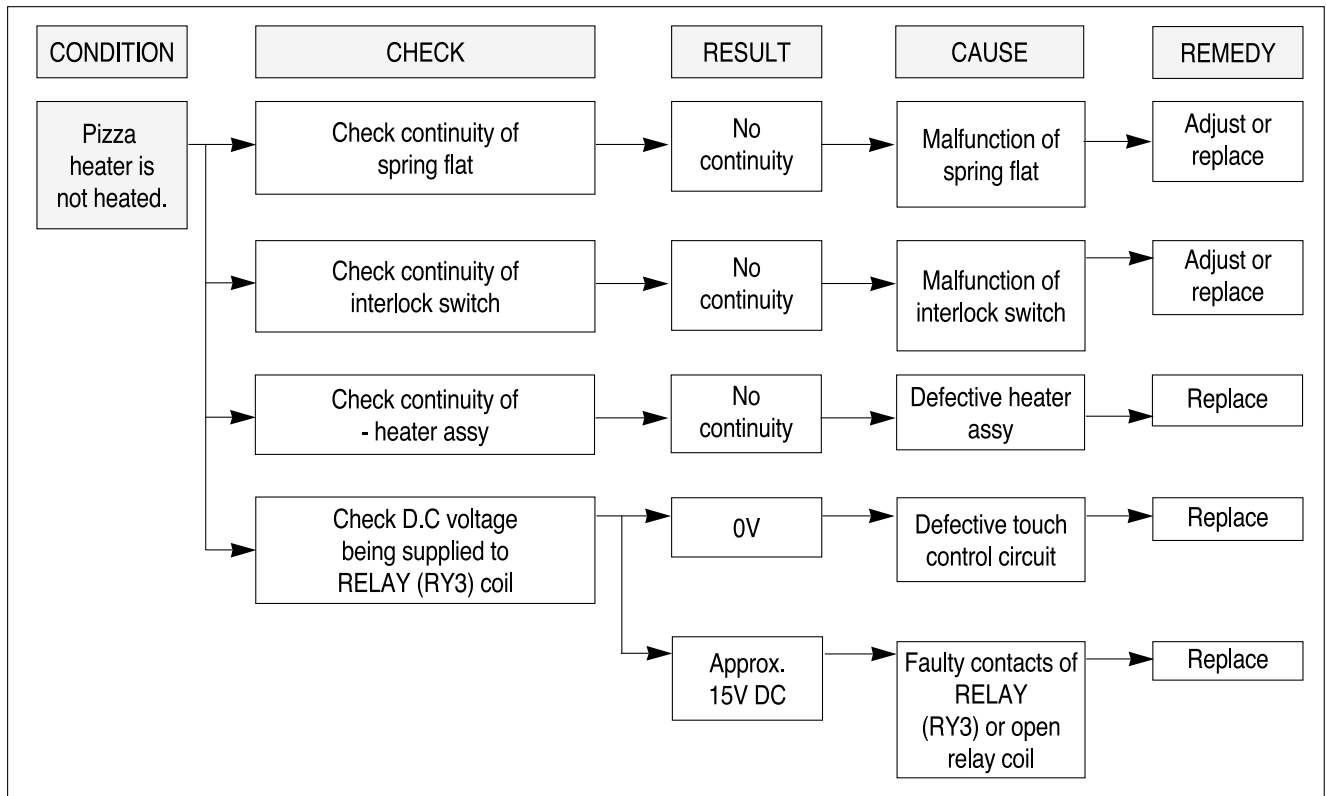 CONDITION
CHECK
RESULT
CAUSE
REMEDY
Pizza
heater is
not heated.
Check continuity of
spring flat
No
continuity
Malfunction of
spring flat
Adjust or
replace
Check continuity of
interlock switch
No
continuity
Malfunction of
interlock switch
Adjust or
replace
Check continuity of
- heater assy
No
continuity
Defective heater
assy
Replace
Check D.C voltage
being supplied to
RELAY (RY3) coil
0V
Defective touch
control circuit
Replace
Approx.
15V DC
Faulty contacts of
RELAY
(RY3) or open
relay coil
Replace